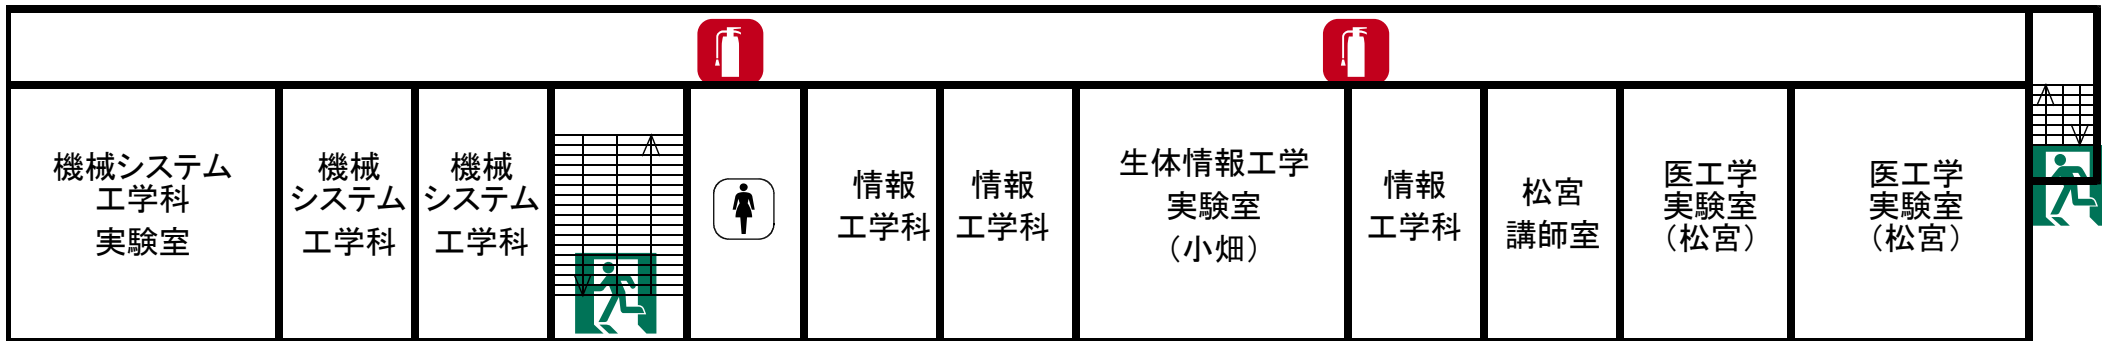 機械システム
工学科
実験室
機械
システム
工学科
機械
システム
工学科
情報
工学科
情報
工学科
生体情報工学
実験室
（小畑）
情報
工学科
松宮
講師室
医工学
実験室
（松宮）
医工学
実験室
（松宮）